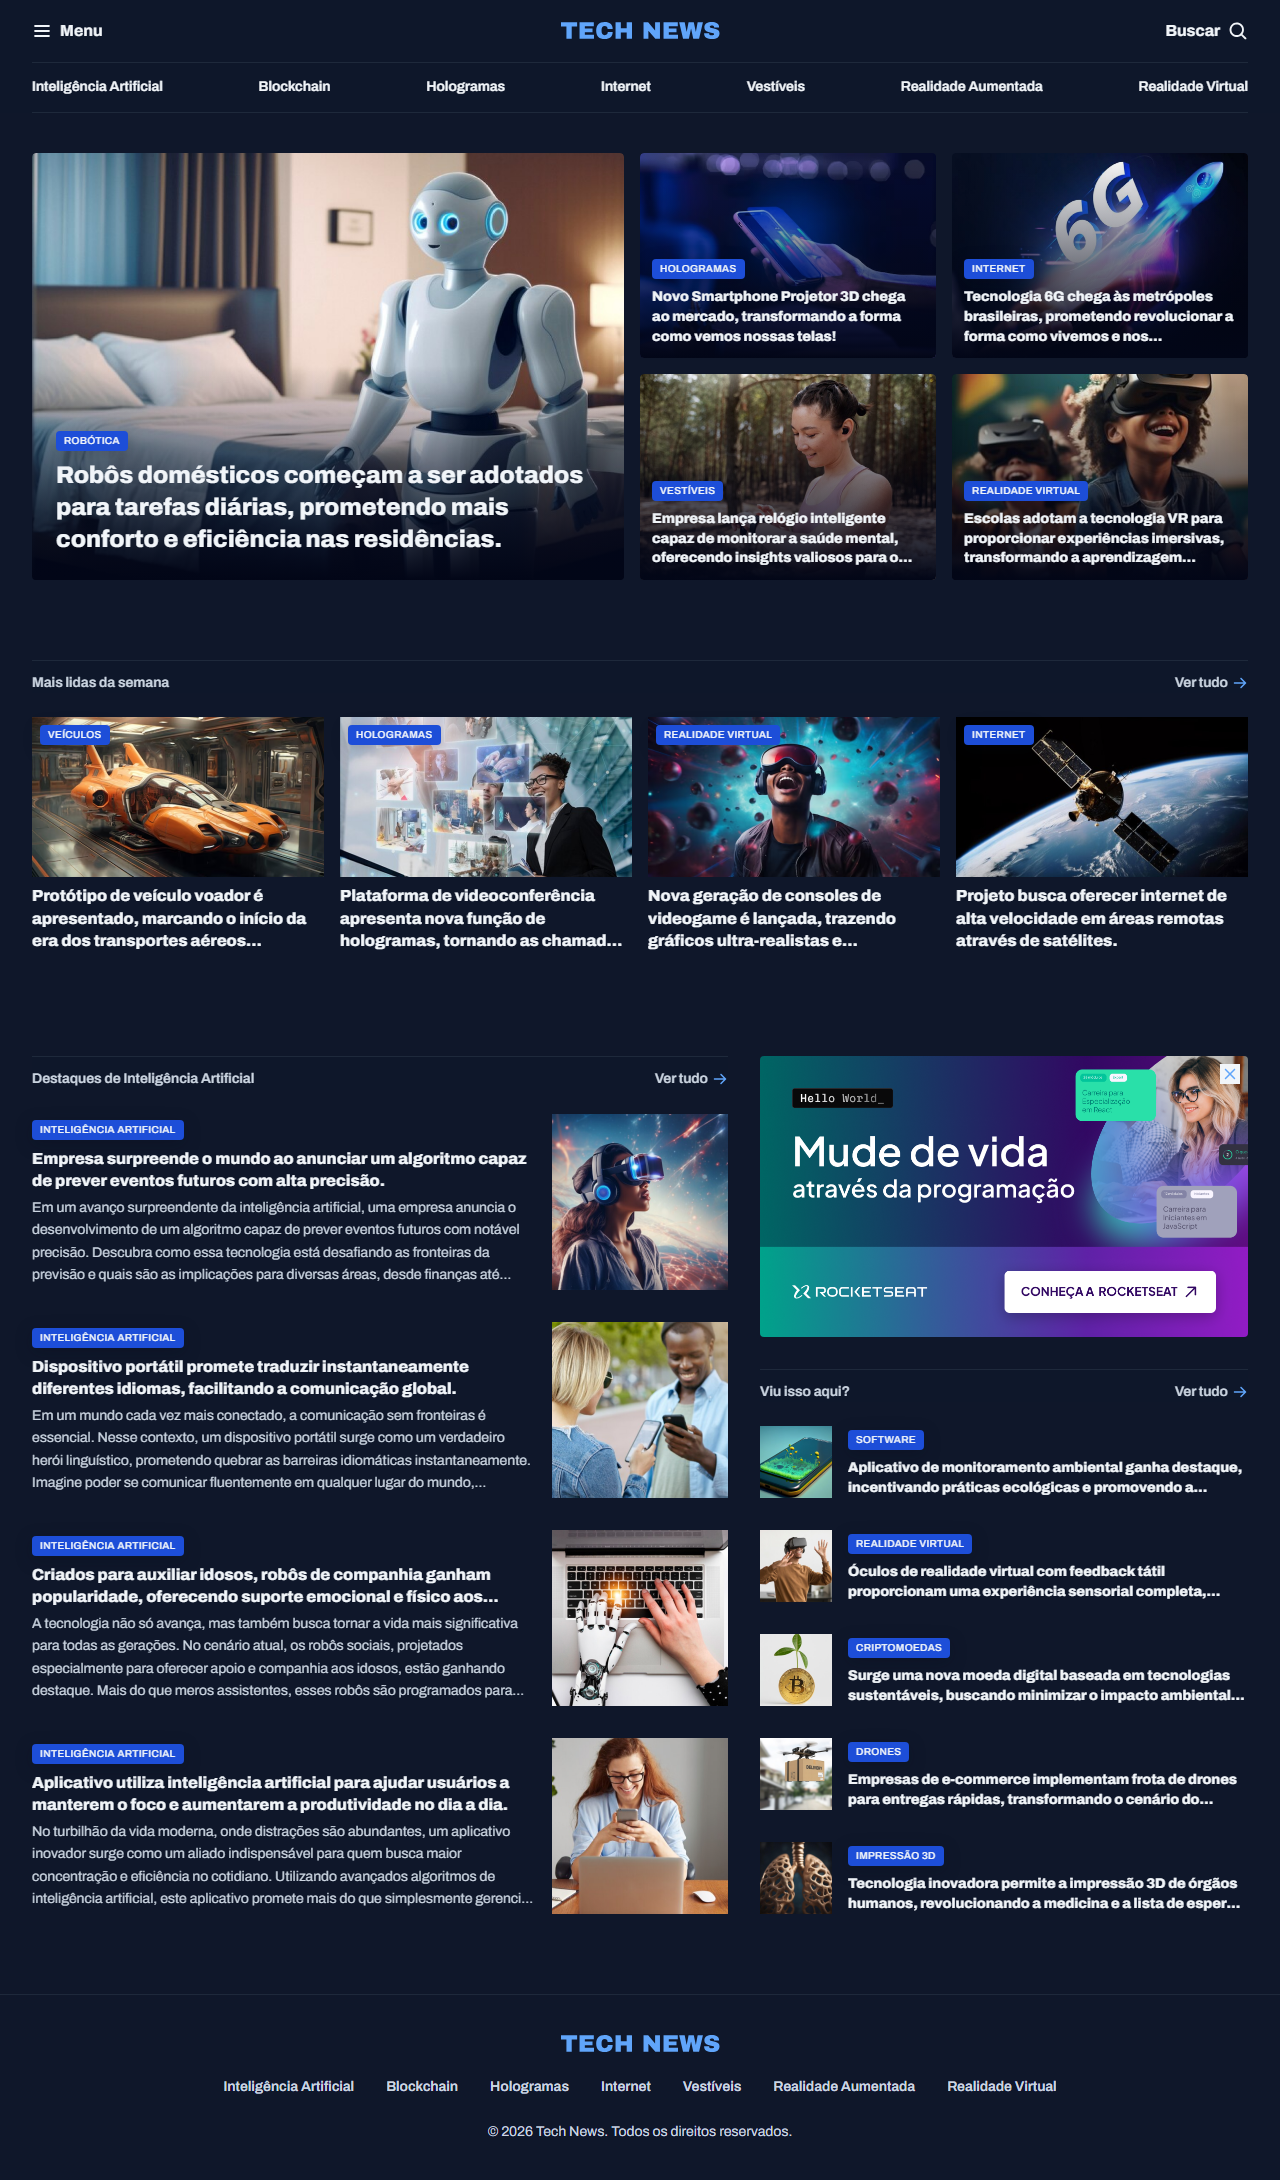 Menu
TECH NEWS
Buscar
Inteligência Artificial
Blockchain
Hologramas
Internet
Vestíveis
Realidade Aumentada
Realidade Virtual
ROBÓTICA
Robôs domésticos começam a ser adotados
para tarefas diárias, prometendo mais
conforto e eficiência nas residências.
HOLOGRAMAS
Novo Smartphone Projetor 3D chega
ao mercado, transformando a forma
como vemos nossas telas!
6G
INTERNET
Tecnologia 6G chega às metrópoles
brasileiras, prometendo revolucionar a
forma como vivemos e nos...
VESTÍVEIS
Empresa lança relógio inteligente
capaz de monitorar a saúde mental,
oferecendo insights valiosos para o...
REALIDADE VIRTUAL
Escolas adotam a tecnologia VR para
proporcionar experiências imersivas,
transformando a aprendizagem...
Mais lidas da semana
Ver tudo
VEÍCULOS
Protótipo de veículo voador é
apresentado, marcando o início da
era dos transportes aéreos...
HOLOGRAMAS
Plataforma de videoconferência
apresenta nova função de
hologramas, tornando as chamad...
REALIDADE VIRTUAL
Nova geração de consoles de
videogame é lançada, trazendo
gráficos ultra-realistas e...
INTERNET
Projeto busca oferecer internet de
alta velocidade em áreas remotas
através de satélites.
Destaques de Inteligência Artificial
Ver tudo
INTELIGÊNCIA ARTIFICIAL
Empresa surpreende o mundo ao anunciar um algoritmo capaz
de prever eventos futuros com alta precisão.
Em um avanço surpreendente da inteligência artificial, uma empresa anuncia o
desenvolvimento de um algoritmo capaz de prever eventos futuros com notável
precisão. Descubra como essa tecnologia está desafiando as fronteiras da
previsão e quais são as implicações para diversas áreas, desde finanças até...
INTELIGÊNCIA ARTIFICIAL
Dispositivo portátil promete traduzir instantaneamente
diferentes idiomas, facilitando a comunicação global.
Em um mundo cada vez mais conectado, a comunicação sem fronteiras é
essencial. Nesse contexto, um dispositivo portátil surge como um verdadeiro
herói linguístico, prometendo quebrar as barreiras idiomáticas instantaneamente.
Imagine poder se comunicar fluentemente em qualquer lugar do mundo,...
INTELIGÊNCIA ARTIFICIAL
Criados para auxiliar idosos, robôs de companhia ganham
popularidade, oferecendo suporte emocional e físico aos...
A tecnologia não só avança, mas também busca tornar a vida mais significativa
para todas as gerações. No cenário atual, os robôs sociais, projetados
especialmente para oferecer apoio e companhia aos idosos, estão ganhando
destaque. Mais do que meros assistentes, esses robôs são programados para...
INTELIGÊNCIA ARTIFICIAL
Aplicativo utiliza inteligência artificial para ajudar usuários a
manterem o foco e aumentarem a produtividade no dia a dia.
No turbilhão da vida moderna, onde distrações são abundantes, um aplicativo
inovador surge como um aliado indispensável para quem busca maior
concentração e eficiência no cotidiano. Utilizando avançados algoritmos de
inteligência artificial, este aplicativo promete mais do que simplesmente gerenci...
Hello World_
Mude de vida
através da programação
Carreira para
Especialização
em React
Carreira para
Iniciantes em
JavaScript
ROCKETSEAT
CONHEÇA A ROCKETSEAT
Viu isso aqui?
Ver tudo
SOFTWARE
Aplicativo de monitoramento ambiental ganha destaque,
incentivando práticas ecológicas e promovendo a...
REALIDADE VIRTUAL
Óculos de realidade virtual com feedback tátil
proporcionam uma experiência sensorial completa,...
CRIPTOMOEDAS
Surge uma nova moeda digital baseada em tecnologias
sustentáveis, buscando minimizar o impacto ambiental...
DRONES
Empresas de e-commerce implementam frota de drones
para entregas rápidas, transformando o cenário do...
IMPRESSÃO 3D
Tecnologia inovadora permite a impressão 3D de órgãos
humanos, revolucionando a medicina e a lista de esper...
TECH NEWS
Inteligência Artificial
Blockchain
Hologramas
Internet
Vestíveis
Realidade Aumentada
Realidade Virtual
© 2026 Tech News. Todos os direitos reservados.